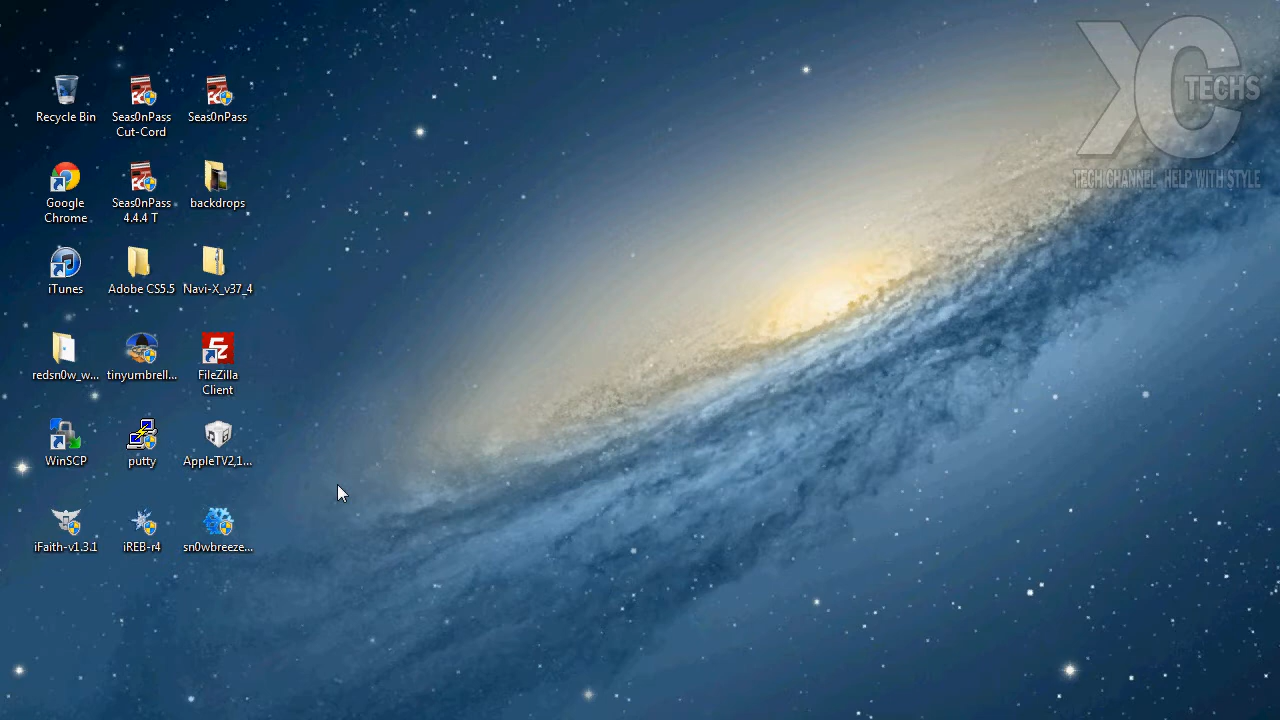 XC
TECHS
TECH CHANNEL - HELP WITH STYLE
Recycle Bin
Seas0nPass
Cut-Cord
Seas0nPass
Google
Chrome
Seas0nPass
4.4.4 T
backdrops
iTunes
Adobe CS5.5
Navi-X_v37_4
redsn0w_w...
tinyumbrell...
FileZilla
Client
WinSCP
putty
AppleTV2,1...
iFaith-v1.3.1
iREB-r4
sn0wbreeze...